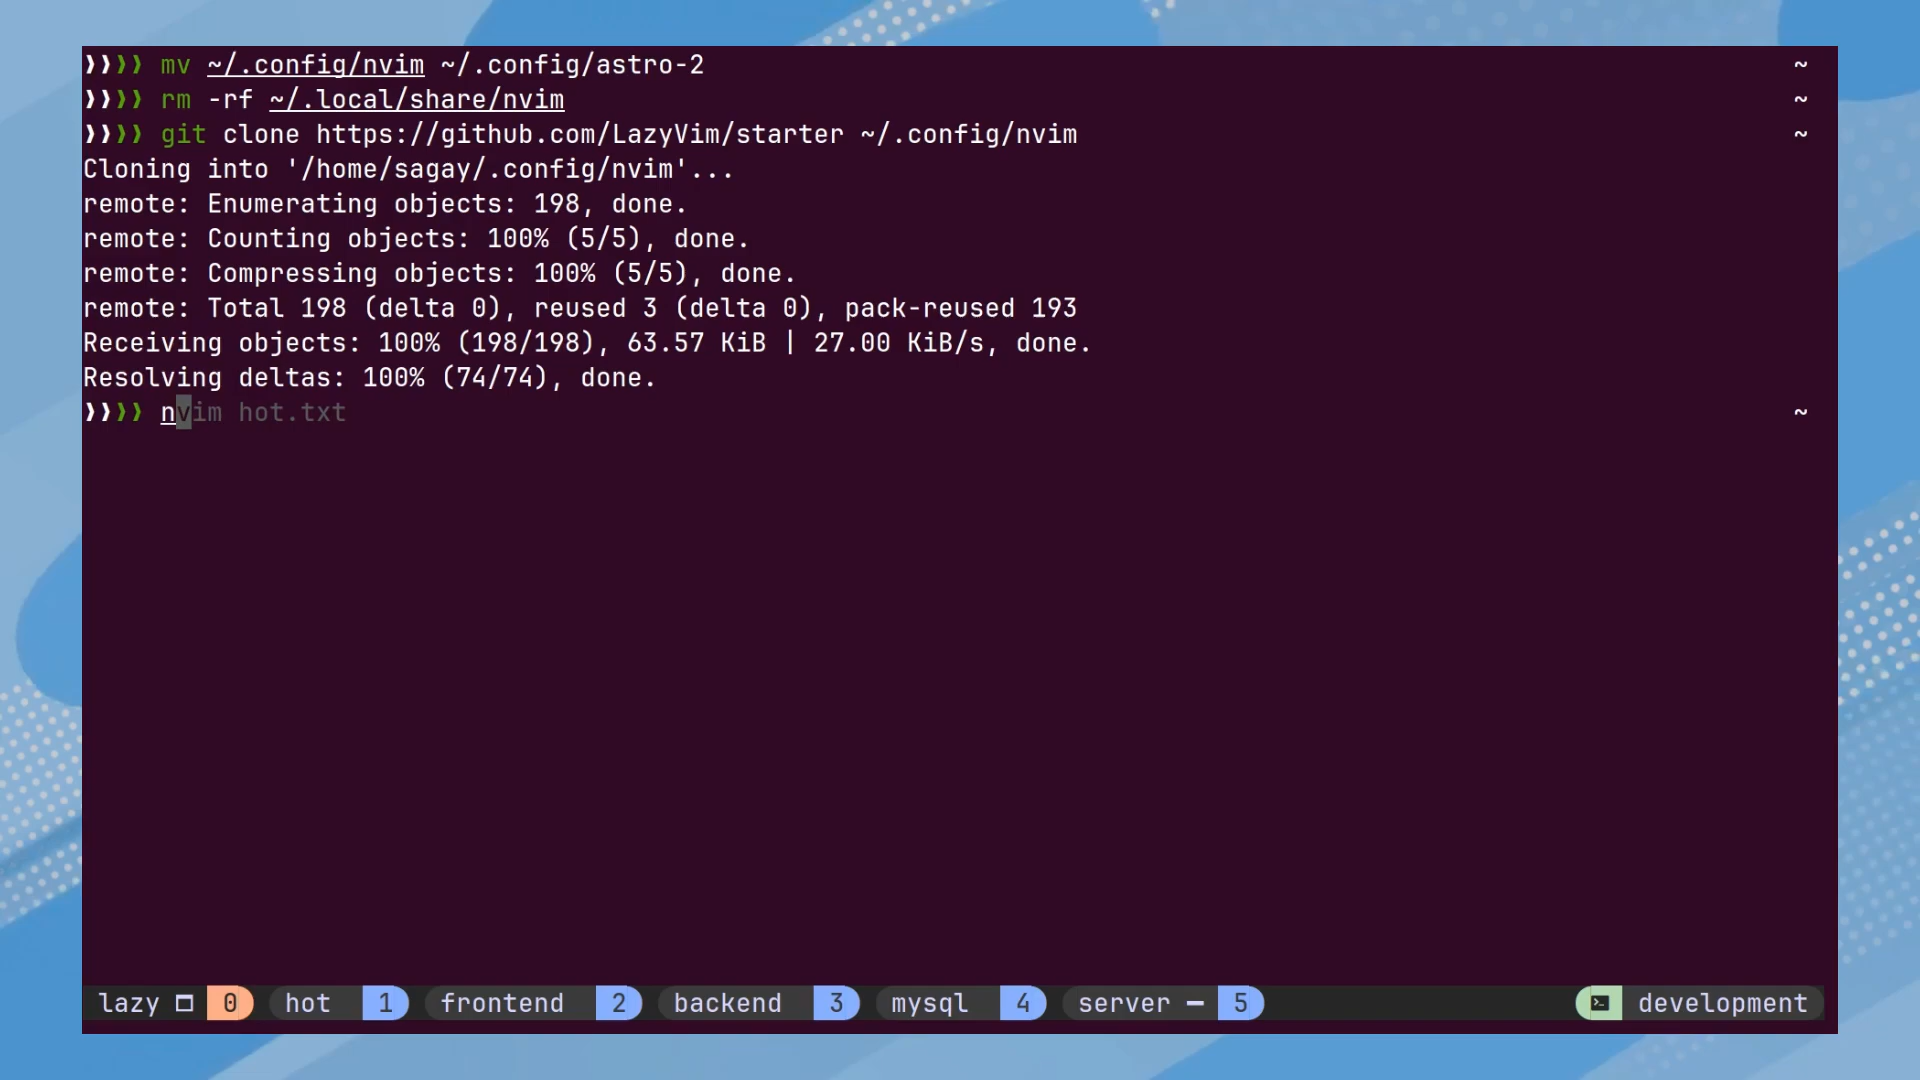 ❫❫❫❫ mv ~/.config/nvim ~/.config/astro-2 ~
❫❫❫❫ rm -rf ~/.local/share/nvim ~
❫❫❫❫ git clone https://github.com/LazyVim/starter ~/.config/nvim ~
Cloning into '/home/sagay/.config/nvim'...
remote: Enumerating objects: 198, done.
remote: Counting objects: 100% (5/5), done.
remote: Compressing objects: 100% (5/5), done.
remote: Total 198 (delta 0), reused 3 (delta 0), pack-reused 193
Receiving objects: 100% (198/198), 63.57 KiB | 27.00 KiB/s, done.
Resolving deltas: 100% (74/74), done.
❫❫❫❫ nvim hot.txt ~
lazy 0 hot 1 frontend 2 backend 3 mysql 4 server 5 development